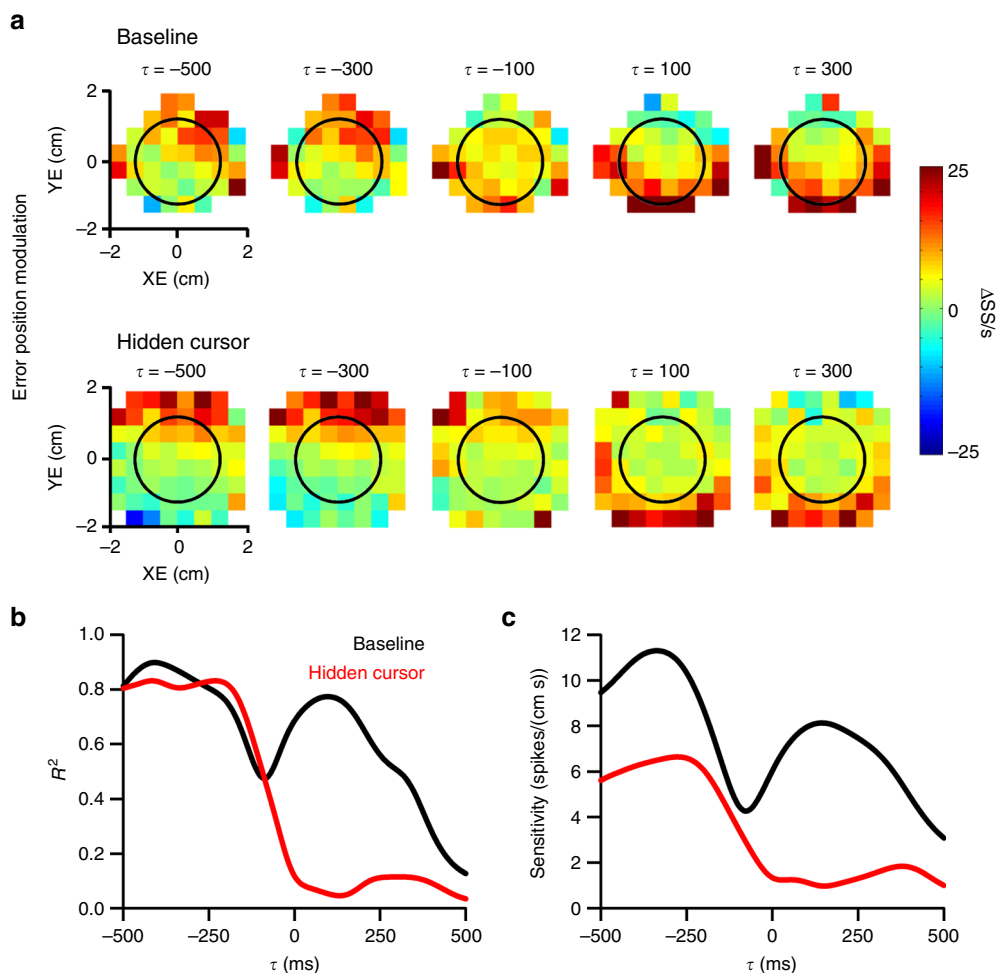 a
Baseline
τ = –500
τ = –300
τ = –100
τ = 100
τ = 300
2
0
–2
YE (cm)
–2
0
2
XE (cm)
Error position modulation
25
0
–25
ΔSS/s
Hidden cursor
τ = –500
τ = –300
τ = –100
τ = 100
τ = 300
2
0
–2
YE (cm)
–2
0
2
XE (cm)
b
Baseline
Hidden cursor
1.0
0.8
0.6
0.4
0.2
0.0
R²
–500
–250
0
250
500
τ (ms)
c
12
10
8
6
4
2
0
Sensitivity (spikes/(cm s))
–500
–250
0
250
500
τ (ms)